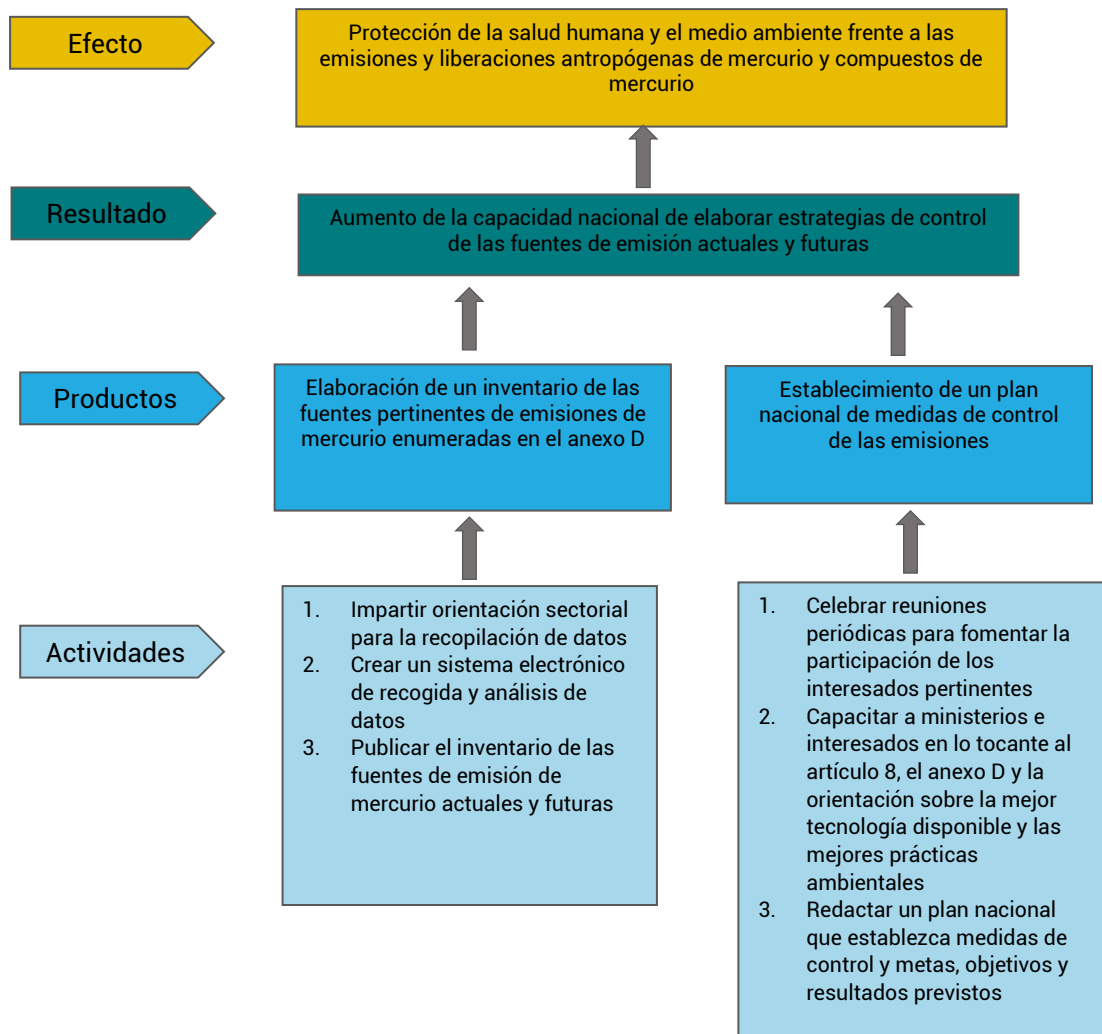 Efecto
Protección de la salud humana y el medio ambiente frente a las
emisiones y liberaciones antropógenas de mercurio y compuestos de
mercurio
Resultado
Aumento de la capacidad nacional de elaborar estrategias de control
de las fuentes de emisión actuales y futuras
Productos
Elaboración de un inventario de las
fuentes pertinentes de emisiones de
mercurio enumeradas en el anexo D
Establecimiento de un plan
nacional de medidas de control
de las emisiones
Actividades
1. Impartir orientación sectorial
para la recopilación de datos
2. Crear un sistema electrónico
de recogida y análisis de
datos
3. Publicar el inventario de las
fuentes de emisión de
mercurio actuales y futuras
1. Celebrar reuniones
periódicas para fomentar la
participación de los
interesados pertinentes
2. Capacitar a ministerios e
interesados en lo tocante al
artículo 8, el anexo D y la
orientación sobre la mejor
tecnología disponible y las
mejores prácticas
ambientales
3. Redactar un plan nacional
que establezca medidas de
control y metas, objetivos y
resultados previstos